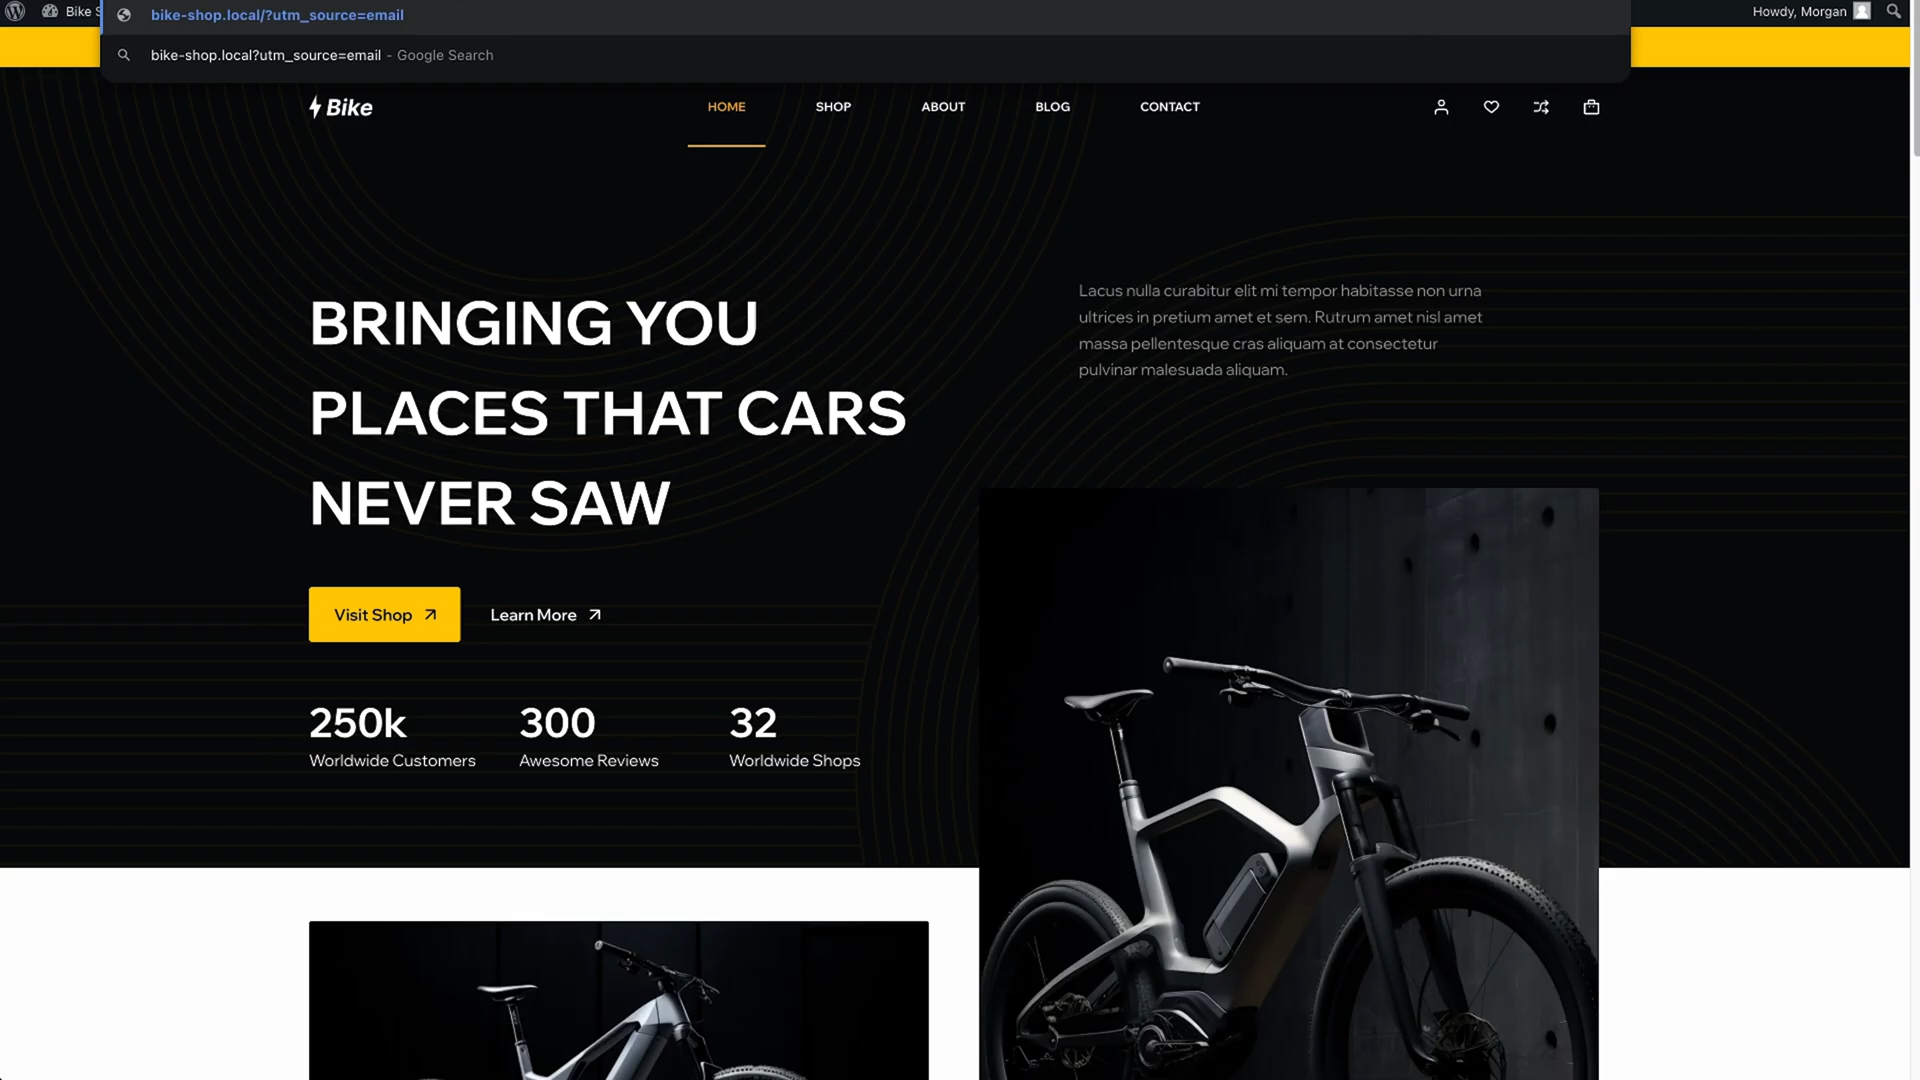 Bike S
bike-shop.local/?utm_source=email
bike-shop.local?utm_source=email - Google Search
Howdy, Morgan
Bike
HOME
SHOP
ABOUT
BLOG
CONTACT
BRINGING YOU
PLACES THAT CARS
NEVER SAW
Lacus nulla curabitur elit mi tempor habitasse non urna
ultrices in pretium amet et sem. Rutrum amet nisl amet
massa pellentesque cras aliquam at consectetur
pulvinar malesuada aliquam.
Visit Shop
Learn More
250k
Worldwide Customers
300
Awesome Reviews
32
Worldwide Shops